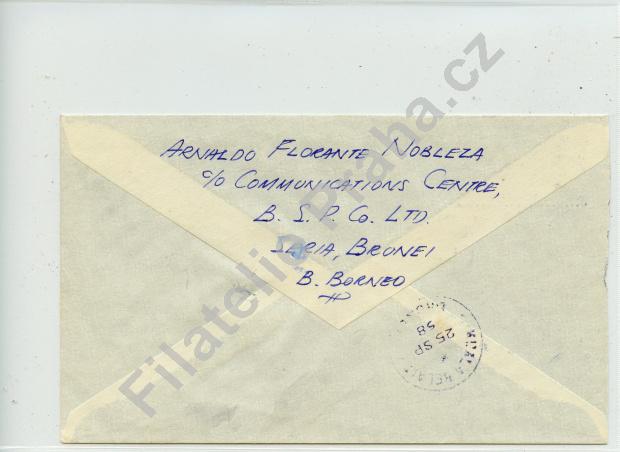 ARNALDO FLORANTE NOBLEZA
c/o COMMUNICATIONS CENTRE,
B. S. P. Co. LTD.
SERIA, BRUNEI
B. BORNEO
KUALA BELAIT
25 SP
58
Filatelie Praha.cz